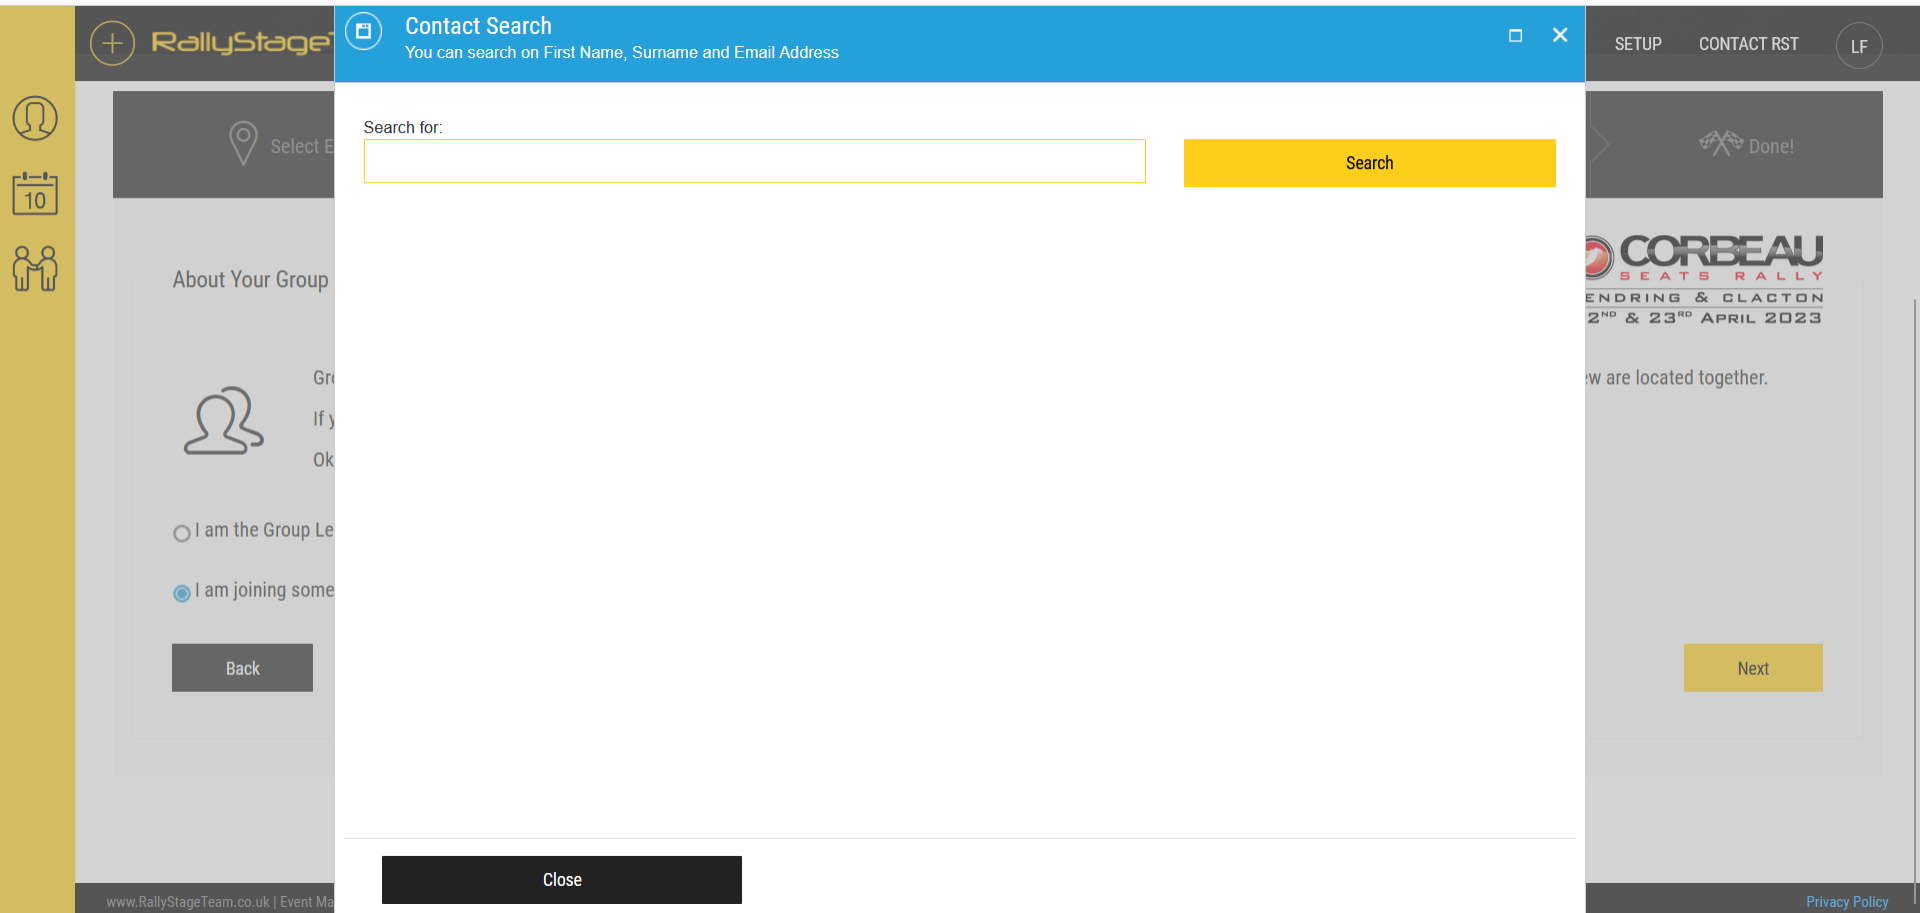 RallyStageT
Contact Search
You can search on First Name, Surname and Email Address
SETUP
CONTACT RST
LF
10
Select E
Done!
Search for:
Search
CORBEAU
SEATS RALLY
ENDRING & CLACTON
2ND & 23RD APRIL 2023
About Your Group
Gr
ew are located together.
If y
Ok
I am the Group Le
I am joining some
Back
Next
Close
www.RallyStageTeam.co.uk | Event Ma
Privacy Policy